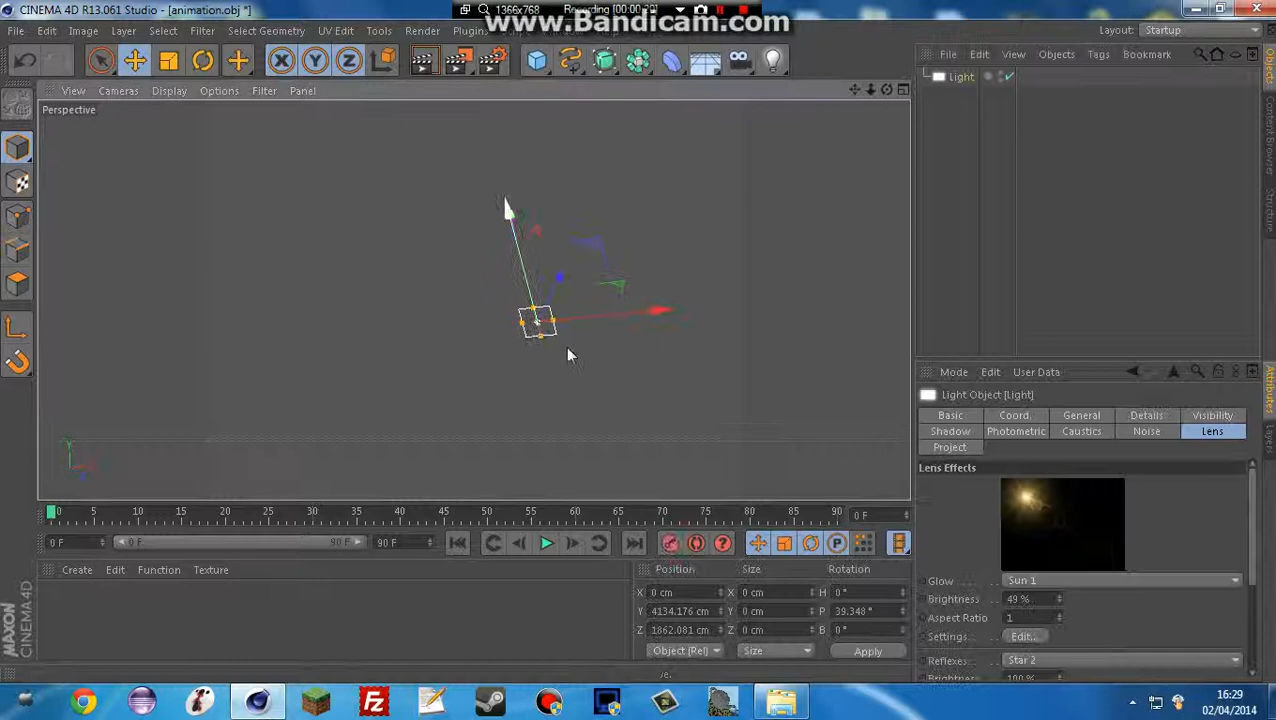 CINEMA 4D R13.061 Studio - [animation.obj *]
1366x768
Recording [00:00:
www.Bandicam.com
File Edit Image Layer Select Filter Select Geometry UV Edit Tools Render Plugins
Layout: Startup
View Cameras Display Options Filter Panel
File Edit View Objects Tags Bookmark
Perspective
Light
Objects
Content Browser
Structure
X Y Z
Y
Mode Edit User Data
Attributes
Layers
Light Object [Light]
Basic Coord. General Details Visibility
Shadow Photometric Caustics Noise Lens
Project
Lens Effects
0 5 10 15 20 25 30 35 40 45 50 55 60 65 70 75 80 85 90 0 F
0 F 0 F 90 F 90 F
P
Create Edit Function Texture
Position Size Rotation
X 0 cm X 0 cm H 0 °
Y 4134.176 cm Y 0 cm P 39.348 °
Z 1862.081 cm Z 0 cm B 0 °
Object (Rel) Size Apply
Glow Sun 1
Brightness 49 %
Aspect Ratio 1
Settings Edit...
Reflexes Star 2
100 %
MAXON
CINEMA 4D
16:29
02/04/2014